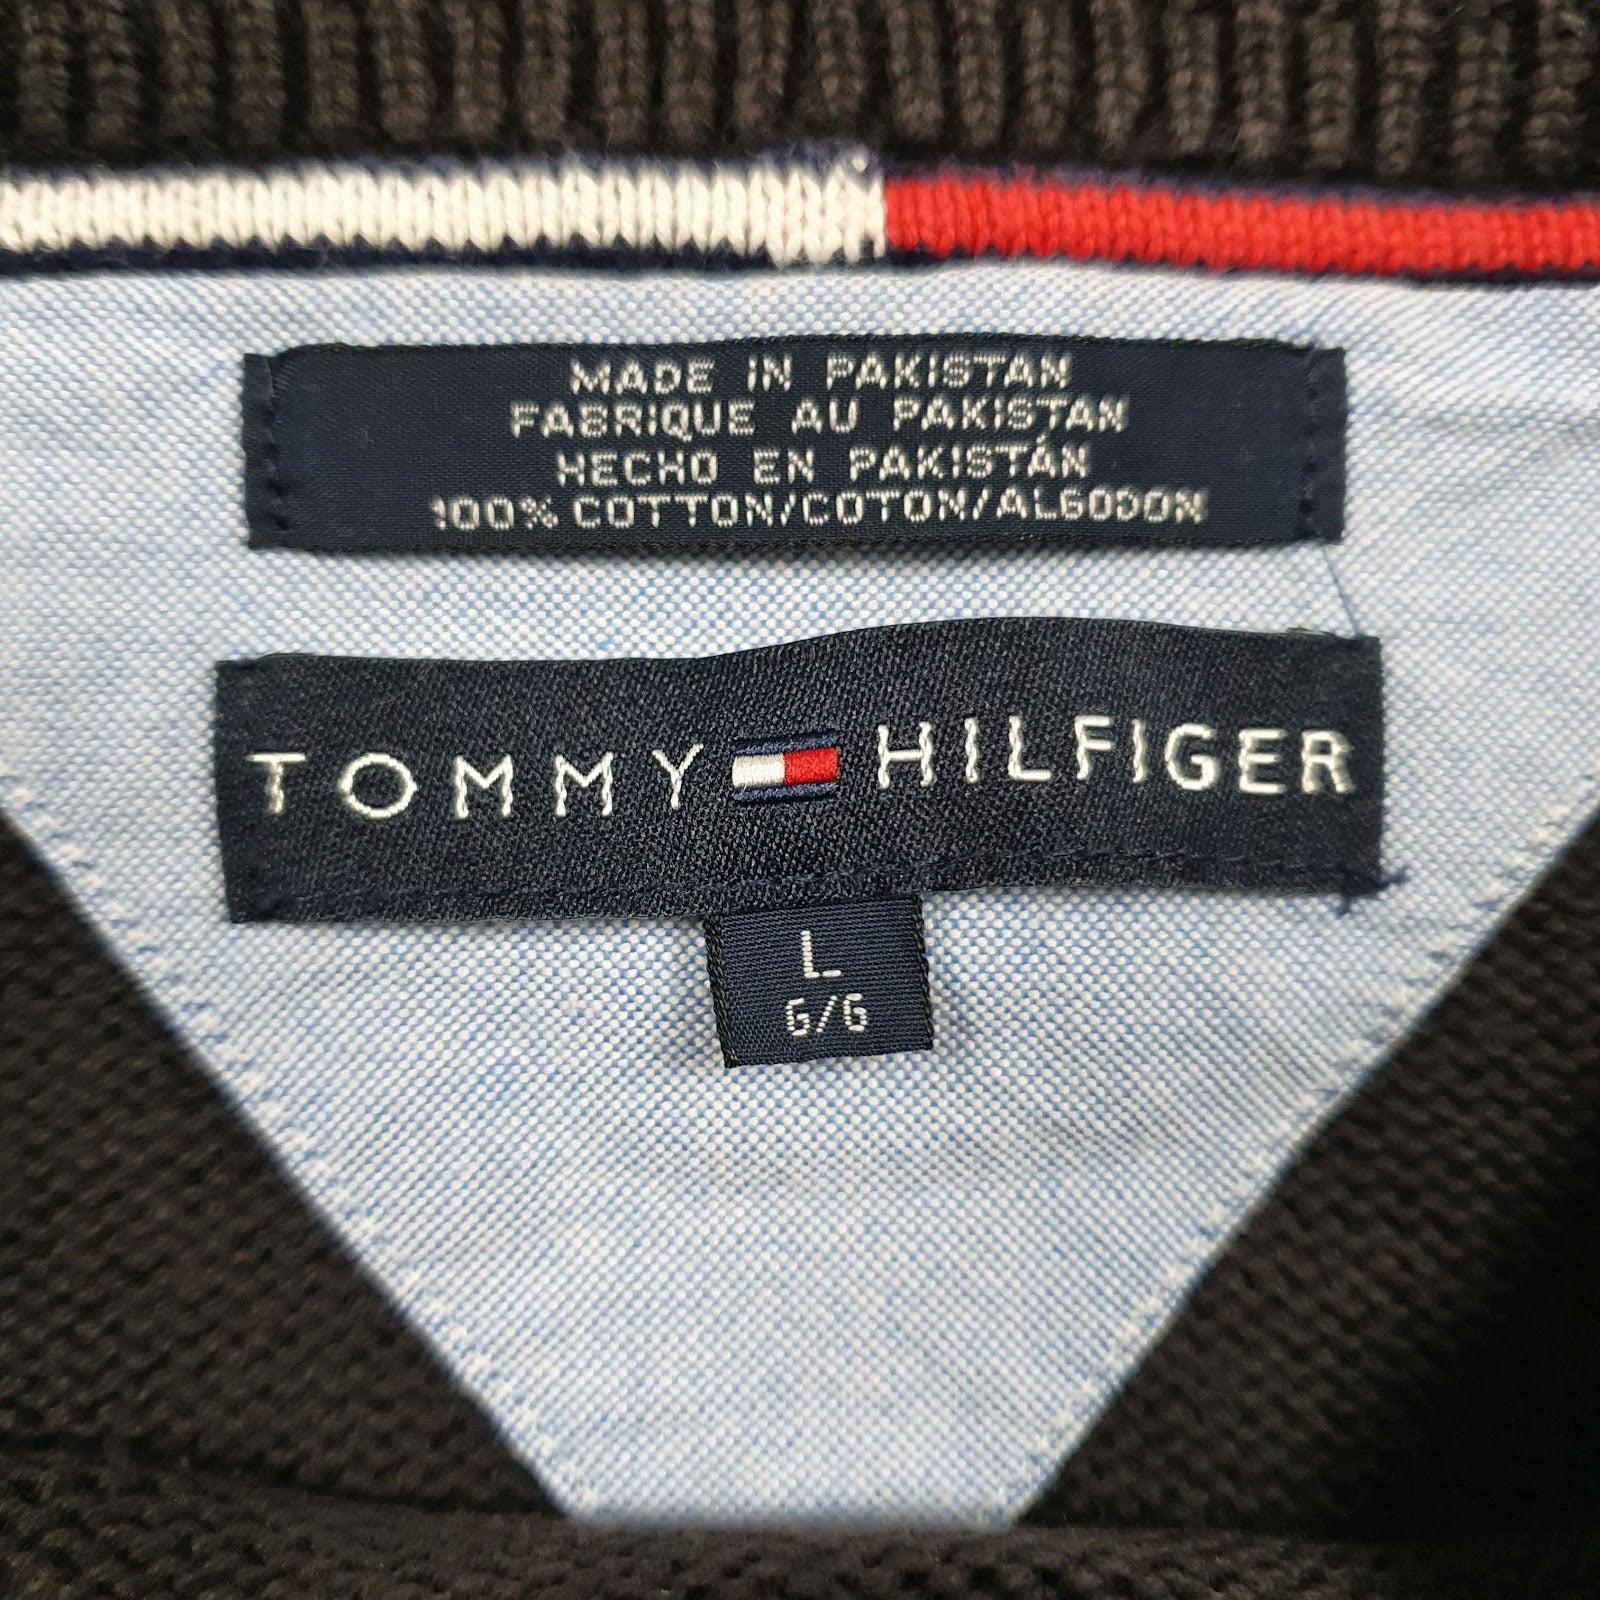 MADE IN PAKISTAN
FABRIQUE AU PAKISTAN
HECHO EN PAKISTÁN
100% COTTON/COTON/ALGODON
TOMMY HILFIGER
L
G/G